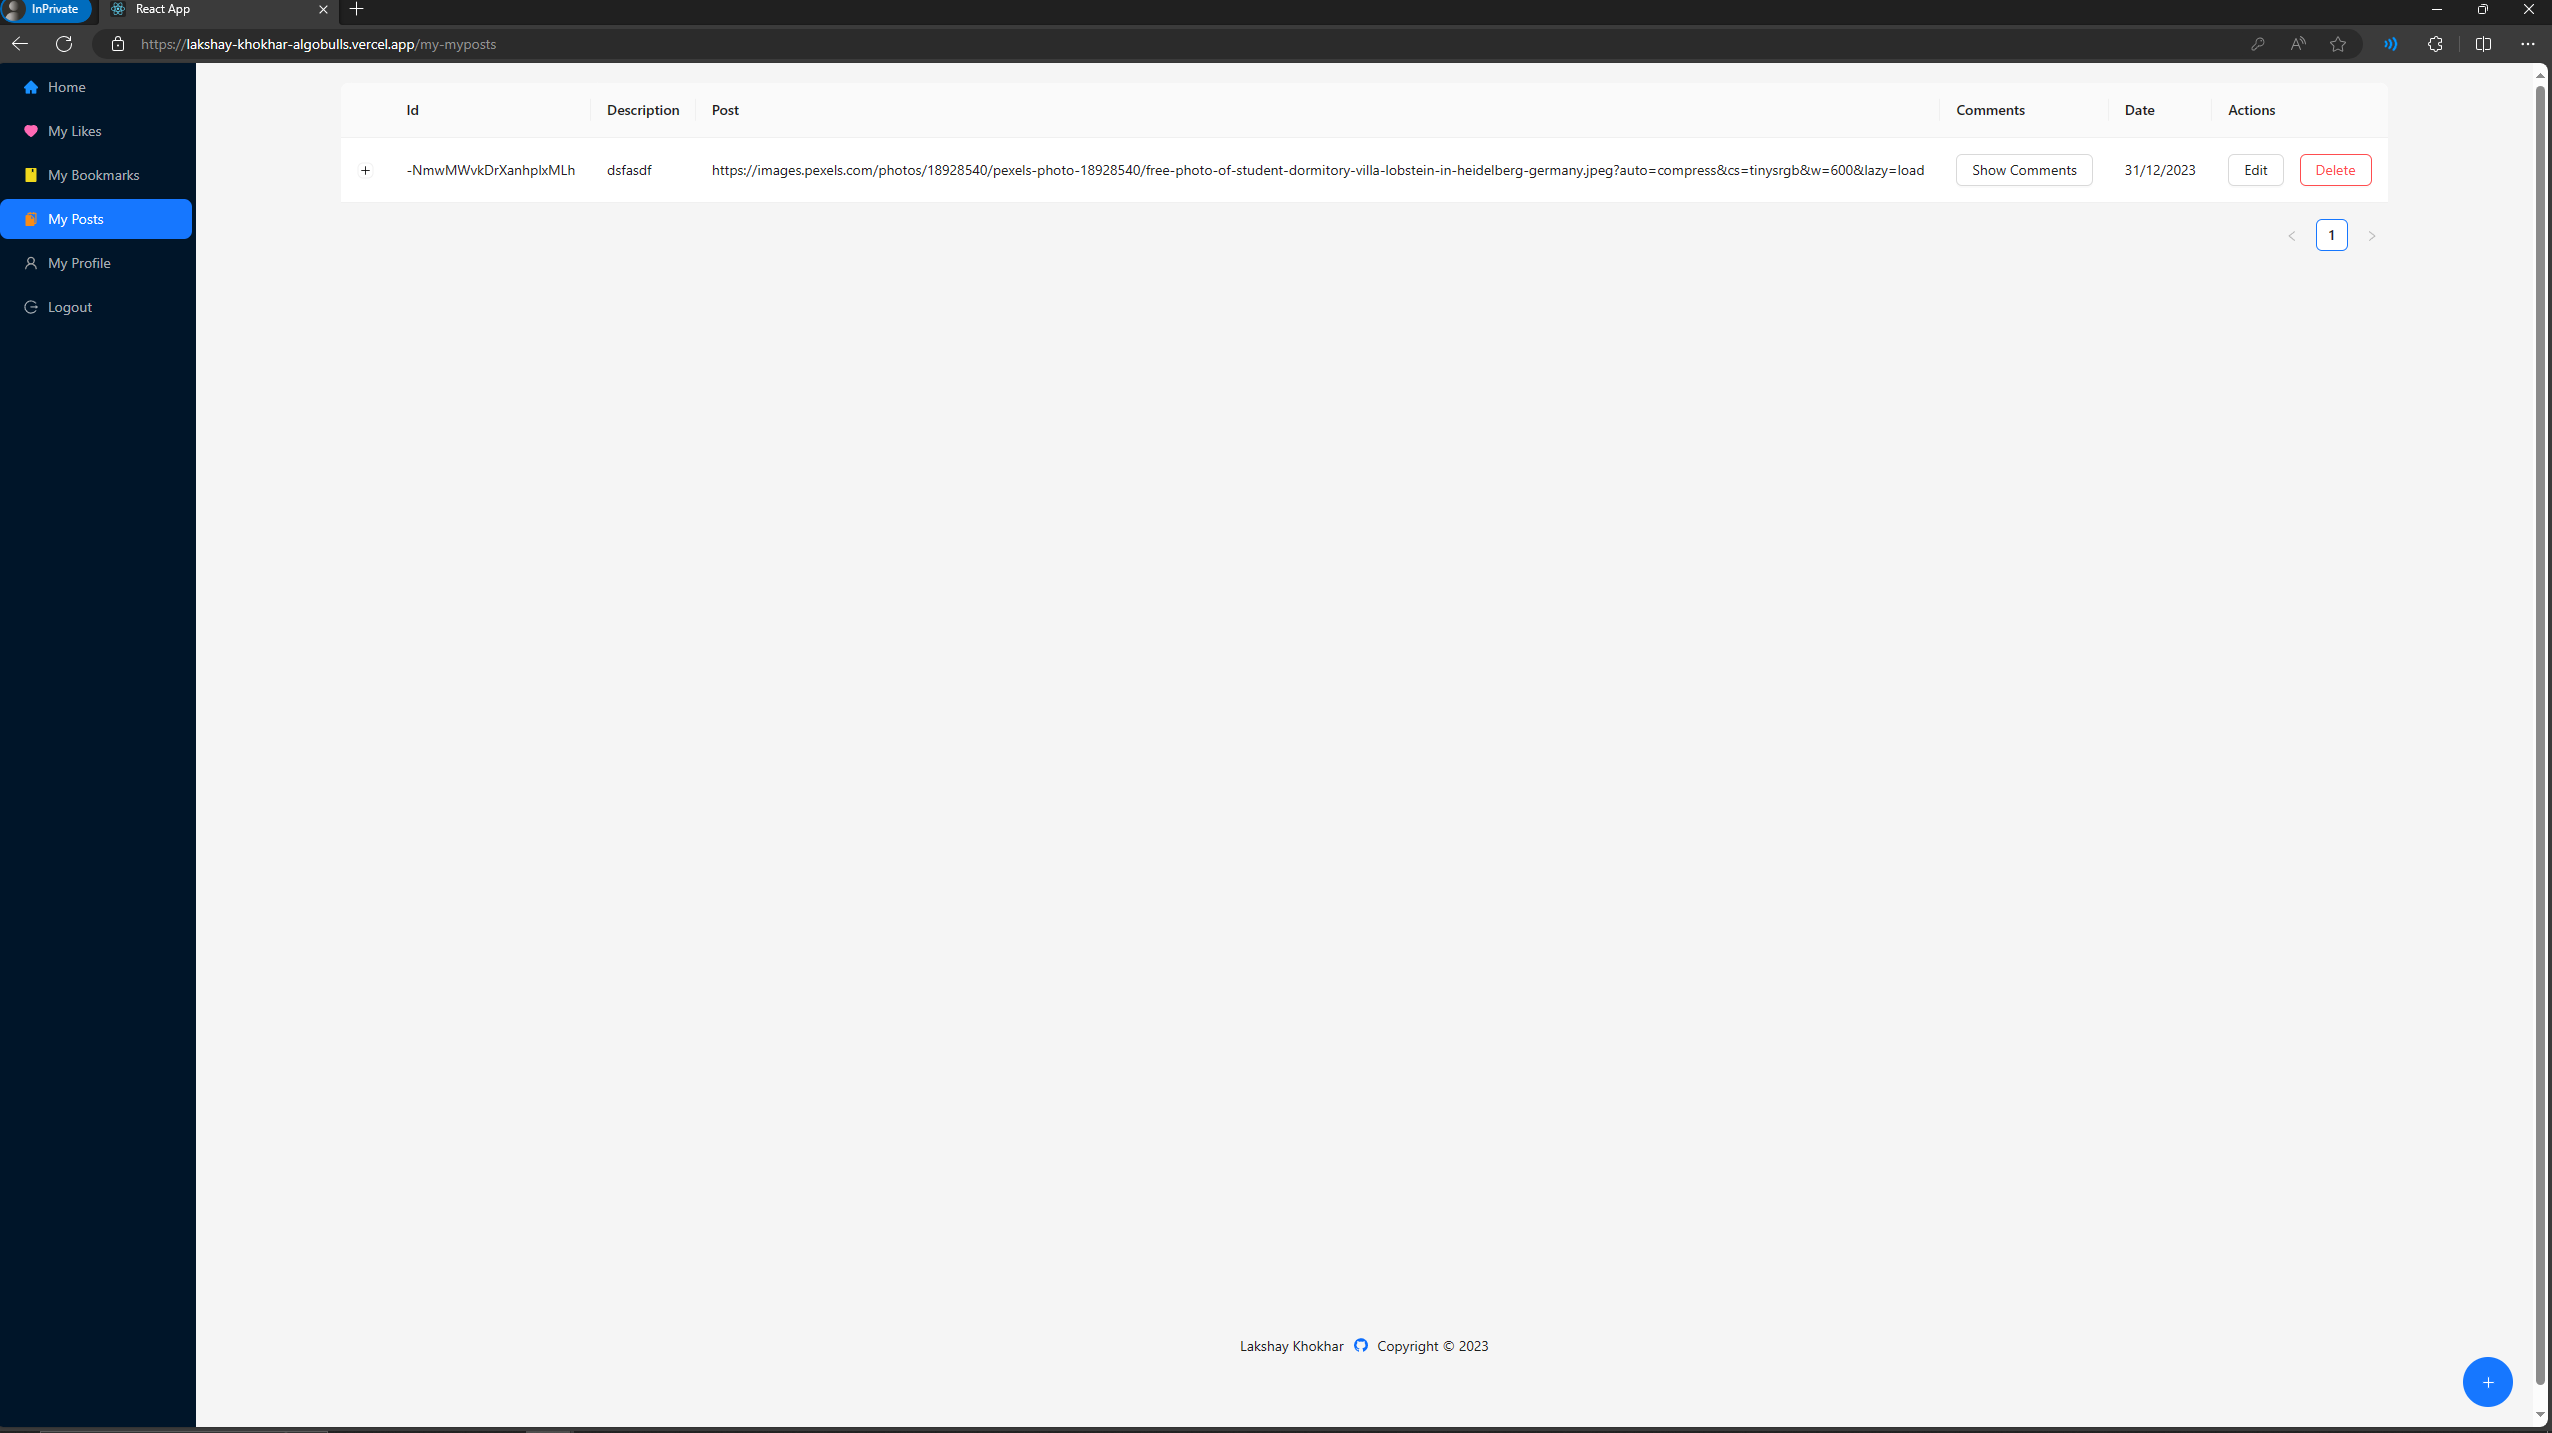 InPrivate React App
https://lakshay-khokhar-algobulls.vercel.app/my-myposts
Home
My Likes
My Bookmarks
My Posts
My Profile
Logout
Id Description Post Comments Date Actions
-NmwMWvkDrXanhplxMLh dsfasdf https://images.pexels.com/photos/18928540/pexels-photo-18928540/free-photo-of-student-dormitory-villa-lobstein-in-heidelberg-germany.jpeg?auto=compress&cs=tinysrgb&w=600&lazy=load Show Comments 31/12/2023 Edit Delete
1
Lakshay Khokhar Copyright © 2023